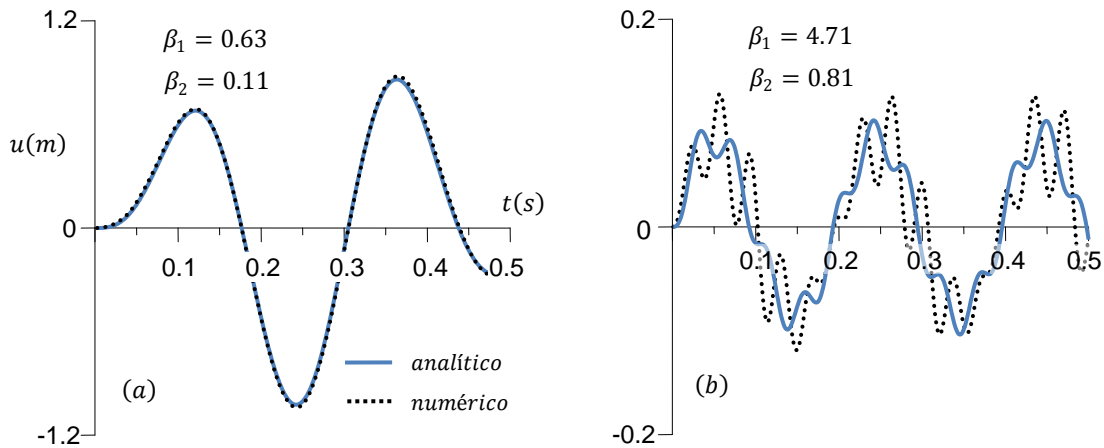 1.2
β₁ = 0.63
β₂ = 0.11
u(m)
t(s)
0
0.1
0.2
0.3
0.4
0.5
analítico
numérico
(a)
-1.2
0.2
β₁ = 4.71
β₂ = 0.81
0
0.1
0.2
0.3
0.4
0.5
(b)
-0.2